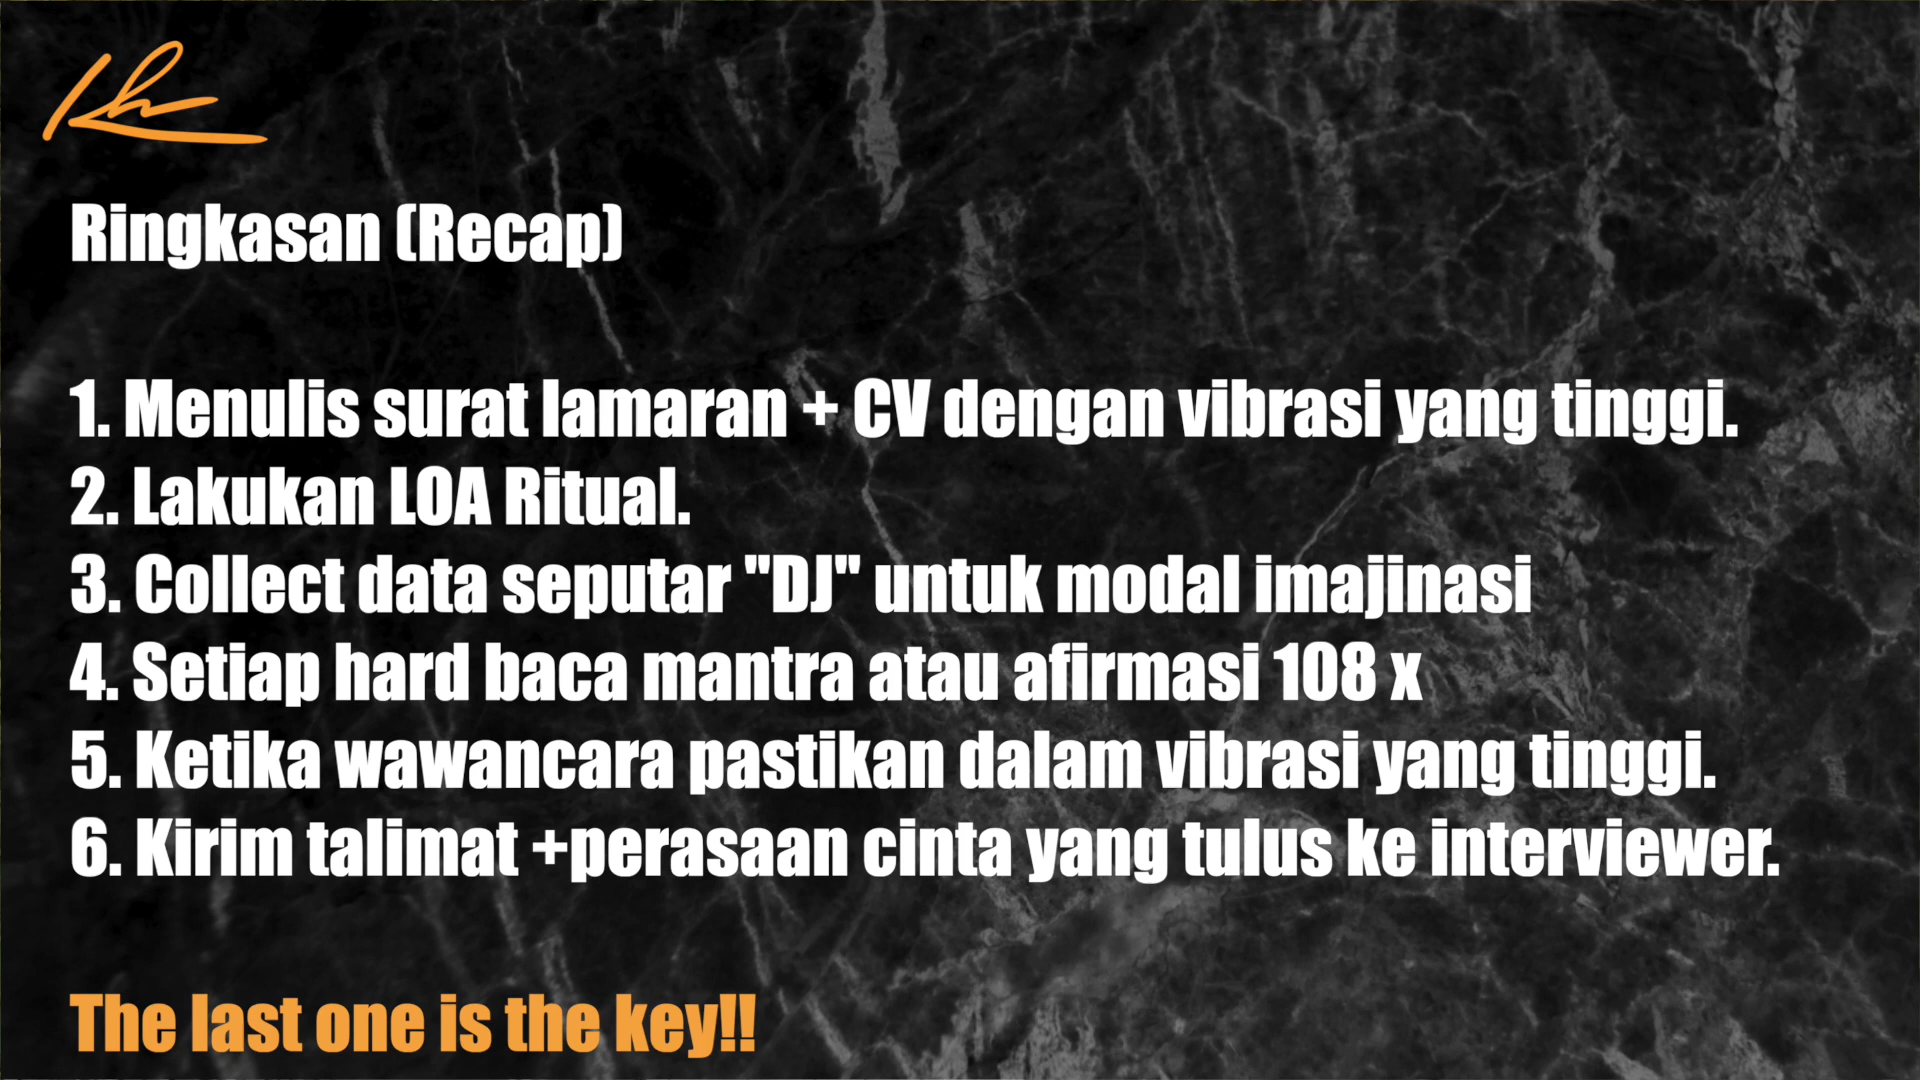 Ringkasan (Recap)
1. Menulis surat lamaran + CV dengan vibrasi yang tinggi.
2. Lakukan LOA Ritual.
3. Collect data seputar "DJ" untuk modal imajinasi
4. Setiap hard baca mantra atau afirmasi 108 x
5. Ketika wawancara pastikan dalam vibrasi yang tinggi.
6. Kirim talimat +perasaan cinta yang tulus ke interviewer.
The last one is the key!!